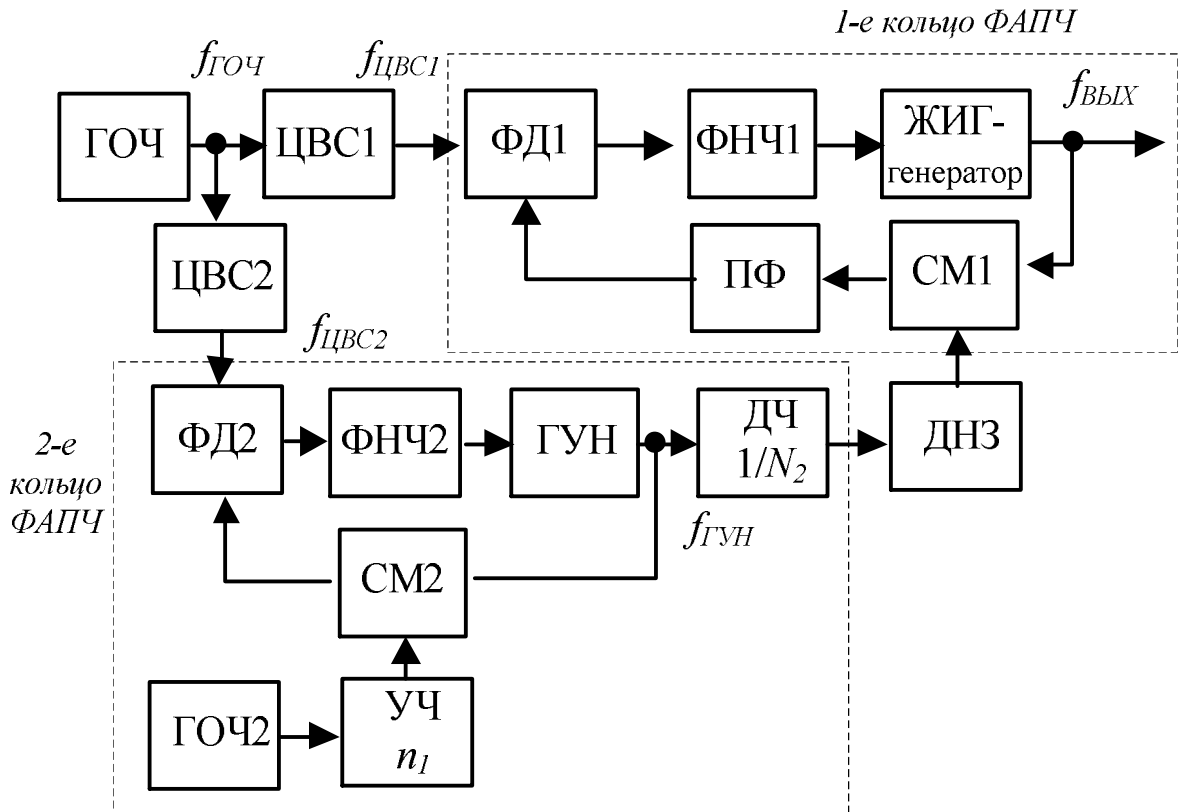 1-е кольцо ФАПЧ
fГОЧ
fЦВС1
fВЫХ
ГОЧ
ЦВС1
ФД1
ФНЧ1
ЖИГ-
генератор
ЦВС2
ПФ
СМ1
fЦВС2
2-е
кольцо
ФАПЧ
ФД2
ФНЧ2
ГУН
ДЧ
1/N2
ДНЗ
fГУН
СМ2
ГОЧ2
УЧ
n1